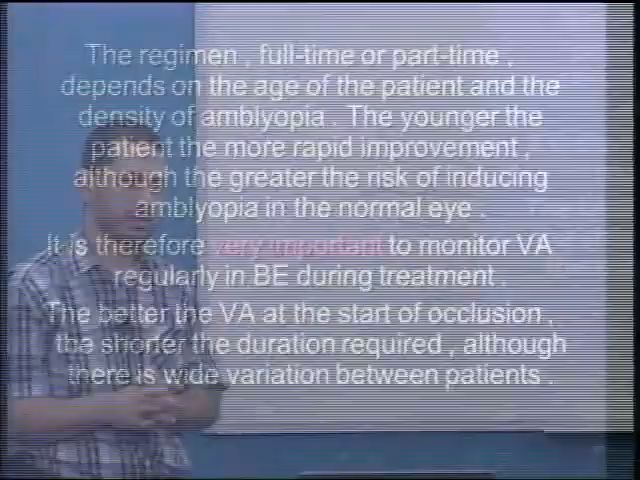 The regimen , full-time or part-time ,
depends on the age of the patient and the
density of amblyopia . The younger the
patient the more rapid improvement ,
although the greater the risk of inducing
amblyopia in the normal eye .
It is therefore very important to monitor VA
regularly in BE during treatment .
The better the VA at the start of occlusion ,
the shorter the duration required , although
there is wide variation between patients .